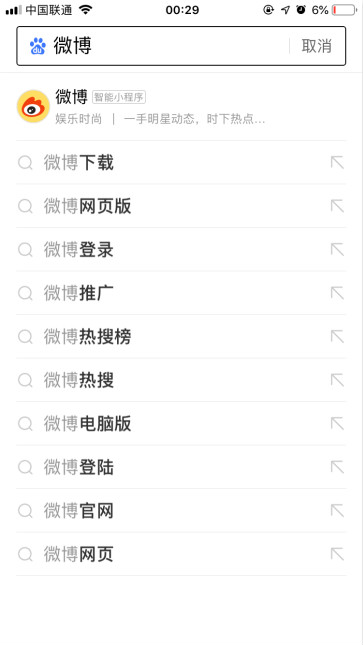 中国联通 00:29 6%
du 微博 取消
微博 智能小程序
娱乐时尚 | 一手明星动态，时下热点...
微博下载
微博网页版
微博登录
微博推广
微博热搜榜
微博热搜
微博电脑版
微博登陆
微博官网
微博网页